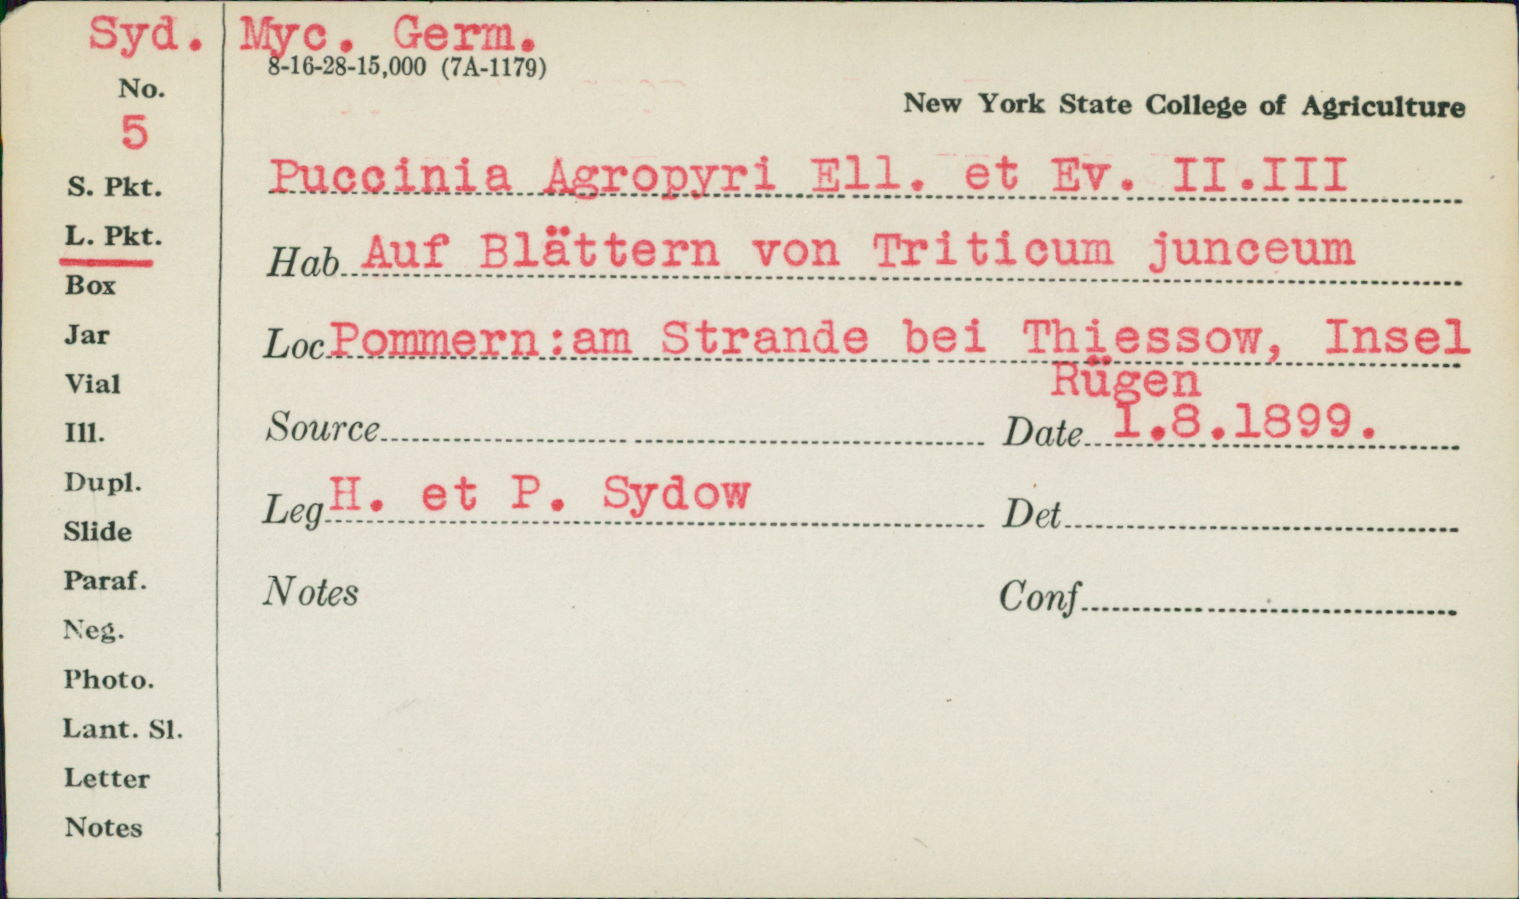 Syd. Myc. Germ.
8-16-28-15,000 (7A-1179)
No.
New York State College of Agriculture
5
Puccinia Agropyri Ell. et Ev. II.III
S. Pkt.
L. Pkt.
Hab Auf Blättern von Triticum junceum
Box
Jar
Loc Pommern:am Strande bei Thiessow, Insel
Rügen
Vial
Ill.
Source Date 1.8.1899.
Dupl.
Leg H. et P. Sydow Det
Slide
Paraf.
Notes Conf
Neg.
Photo.
Lant. Sl.
Letter
Notes